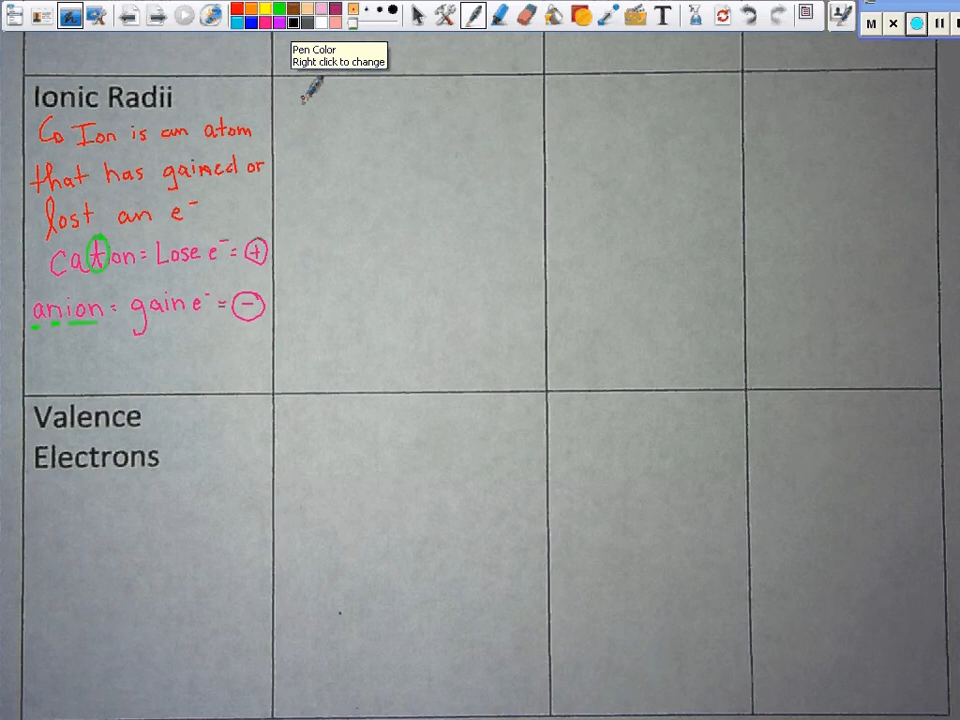 M
Pen Color
Right click to change
Ionic Radii
Ion is an atom
that has gained or
lost an e⁻
Cation = Lose e⁻ = +
anion = gain e⁻ = −
Valence
Electrons